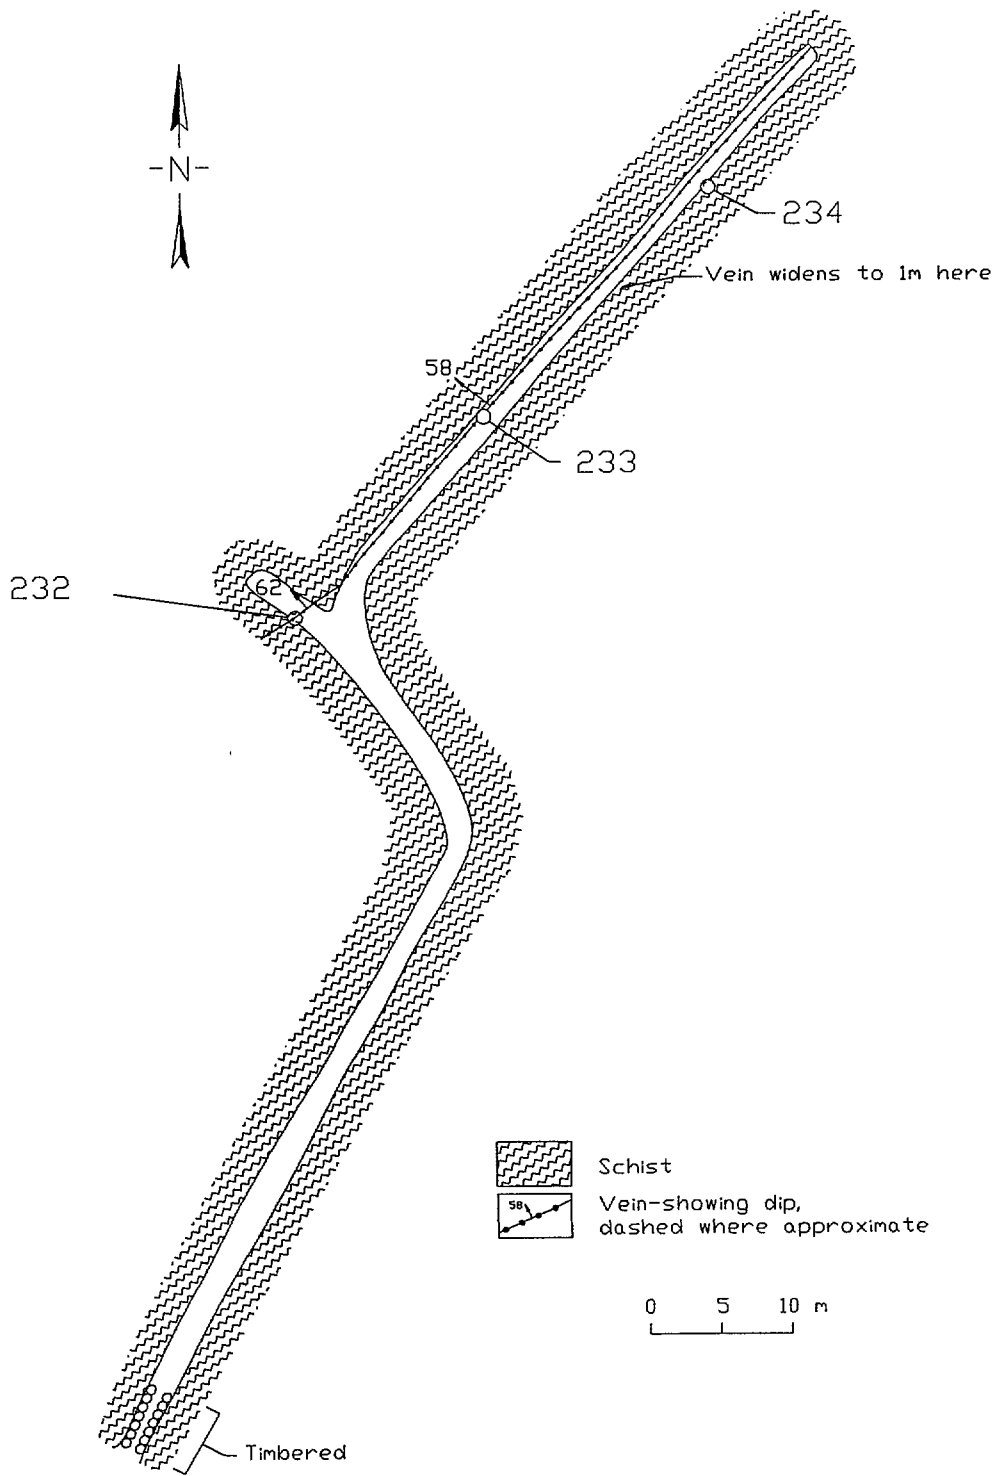 -N-
234
Vein widens to 1m here
58
233
232
62
Schist
58
Vein-showing dip,
dashed where approximate
0 5 10 m
Timbered